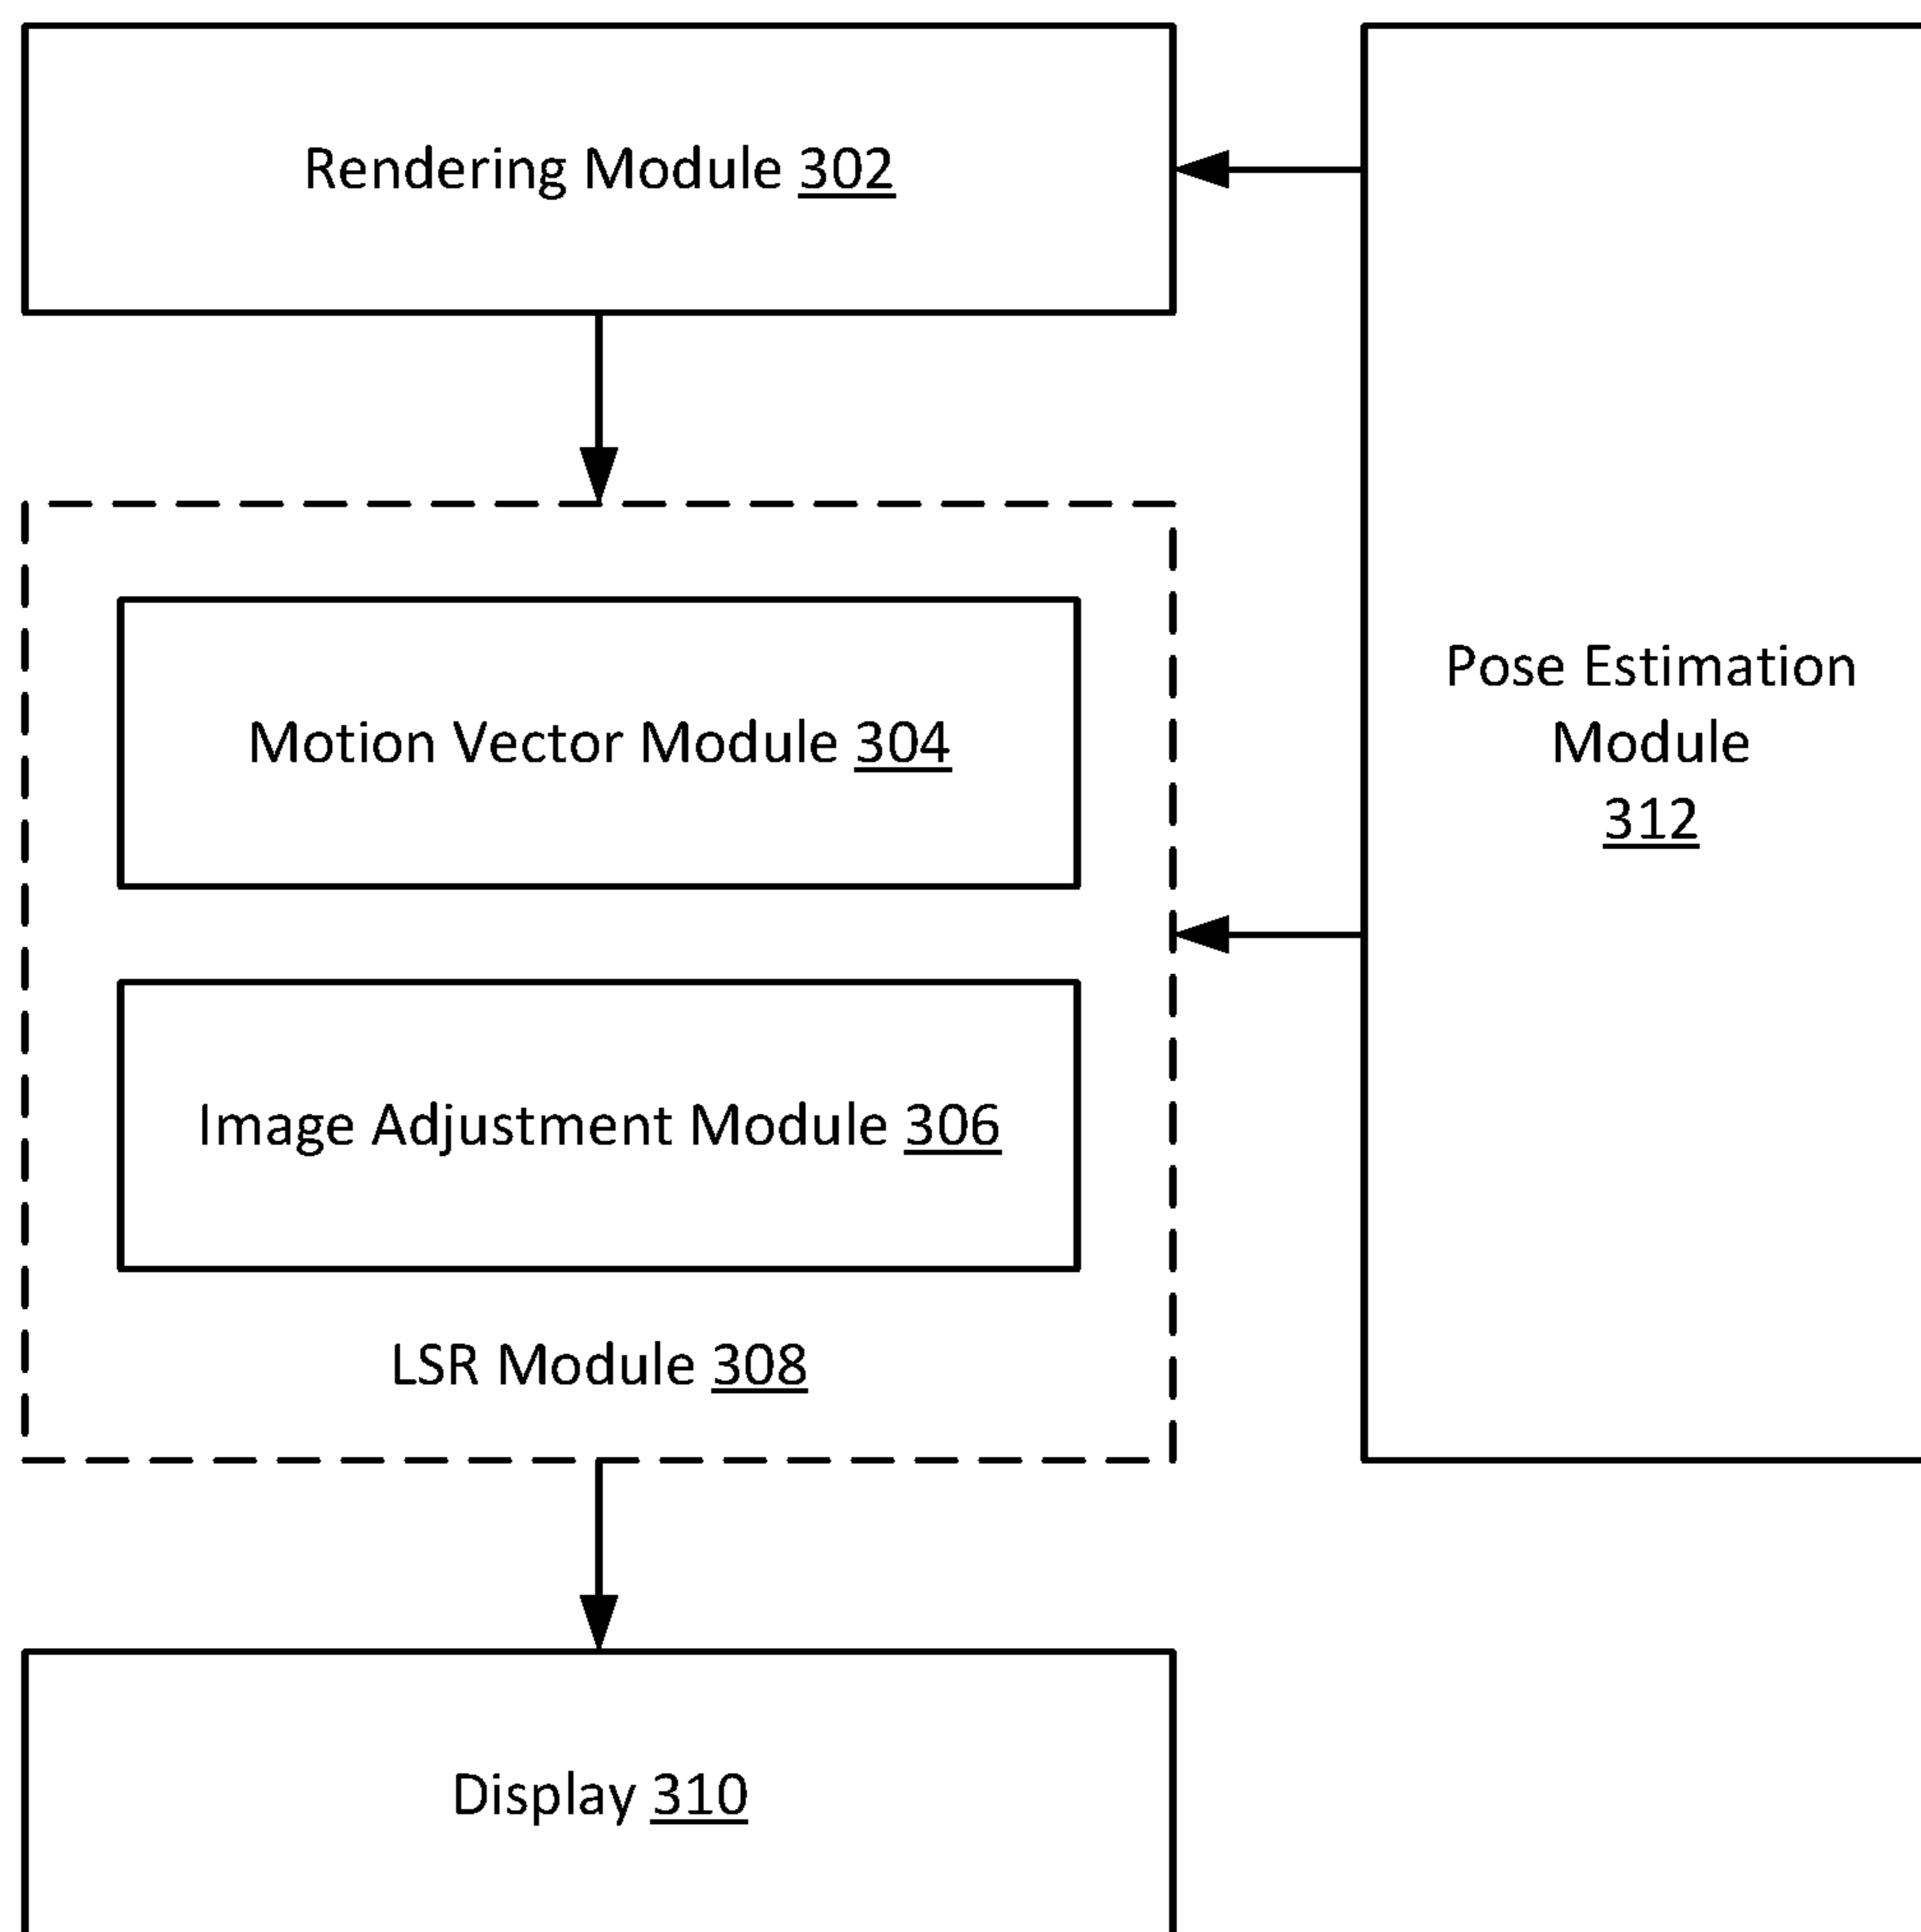 Rendering Module 302
Motion Vector Module 304
Image Adjustment Module 306
LSR Module 308
Display 310
Pose Estimation
Module
312